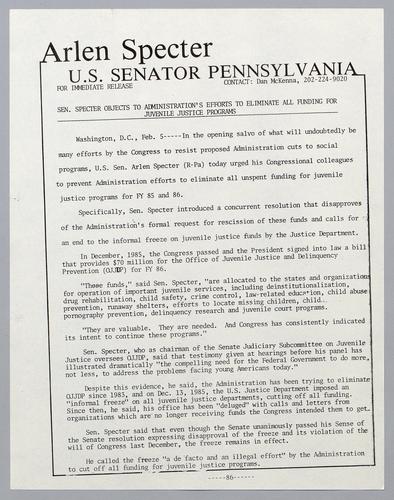 Arlen Specter
U.S. SENATOR PENNSYLVANIA
FOR IMMEDIATE RELEASE
CONTACT: Dan McKenna, 202-224-9020
SEN. SPECTER OBJECTS TO ADMINISTRATION'S EFFORTS TO ELIMINATE ALL FUNDING FOR
JUVENILE JUSTICE PROGRAMS
Washington, D.C., Feb. 5-----In the opening salvo of what will undoubtedly be
many efforts by the Congress to resist proposed Administration cuts to social
programs, U.S. Sen. Arlen Specter (R-Pa) today urged his Congressional colleagues
to prevent Administration efforts to eliminate all unspent funding for juvenile
justice programs for FY 85 and 86.
Specifically, Sen. Specter introduced a concurrent resolution that disapproves
of the Administration's formal request for rescission of these funds and calls for
an end to the informal freeze on juvenile justice funds by the Justice Department.
In December, 1985, the Congress passed and the President signed into law a bill
that provides $70 million for the Office of Juvenile Justice and Delinquency
Prevention (OJJDP) for FY 86.
"These funds," said Sen. Specter, "are allocated to the states and organizations
for operation of important juvenile services, including deinstitutionalization,
drug rehabilitation, child safety, crime control, law-related education, child abuse
prevention, runaway shelters, efforts to locate missing children, child
pornography prevention, delinquency research and juvenile court programs.
"They are valuable. They are needed. And Congress has consistently indicated
its intent to continue these programs."
Sen. Specter, who as chairman of the Senate Judiciary Subcommittee on Juvenile
Justice oversees OJJDP, said that testimony given at hearings before his panel has
illustrated dramatically "the compelling need for the Federal Government to do more,
not less, to address the problems facing young Americans today."
Despite this evidence, he said, the Administration has been trying to eliminate
OJJDP since 1983, and on Dec. 13, 1985, the U.S. Justice Department imposed an
"informal freeze" on all juvenile justice departments, cutting off all funding.
Since then, he said, his office has been "deluged" with calls and letters from
organizations which are no longer receiving funds the Congress intended them to get.
Sen. Specter said that even though the Senate unanimously passed his Sense of
the Senate resolution expressing disapproval of the freeze and its violation of the
will of Congress last December, the freeze remains in effect.
He called the freeze "a de facto and an illegal effort" by the Administration
to cut off all funding for juvenile justice programs.
-----86------